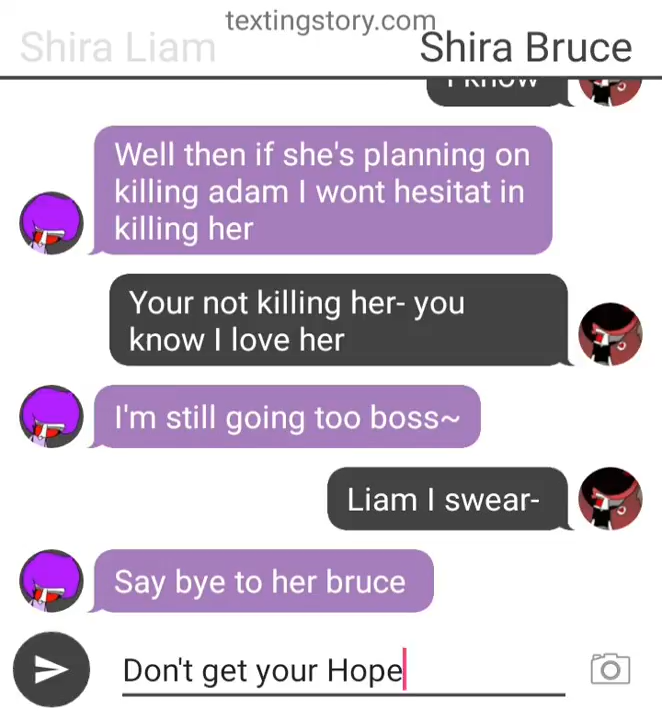 textingstory.com
Shira Liam
Shira Bruce
I know
Well then if she's planning on
killing adam I wont hesitat in
killing her
Your not killing her- you
know I love her
I'm still going too boss~
Liam I swear-
Say bye to her bruce
Don't get your Hope